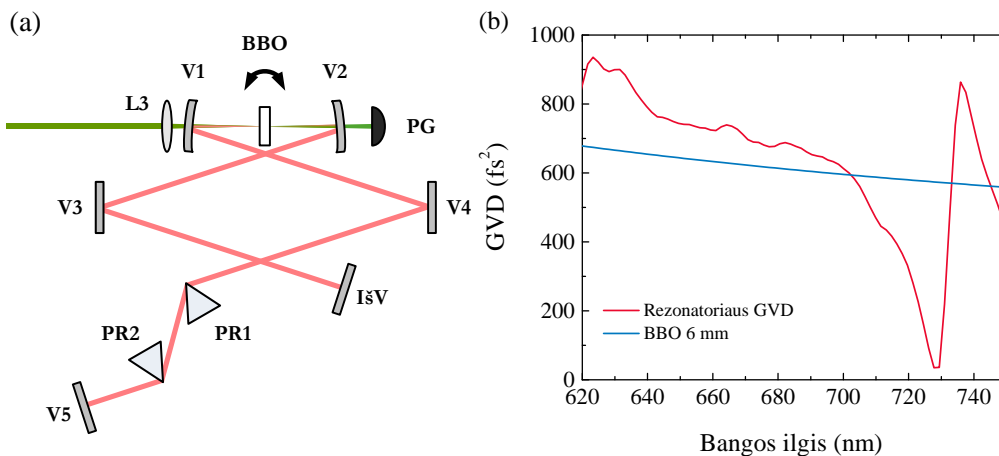 (a)
BBO
V1
V2
L3
PG
V3
V4
IšV
PR1
PR2
V5
(b)
1000
800
600
400
200
0
GVD (fs²)
Rezonatoriaus GVD
BBO 6 mm
620 640 660 680 700 720 740
Bangos ilgis (nm)